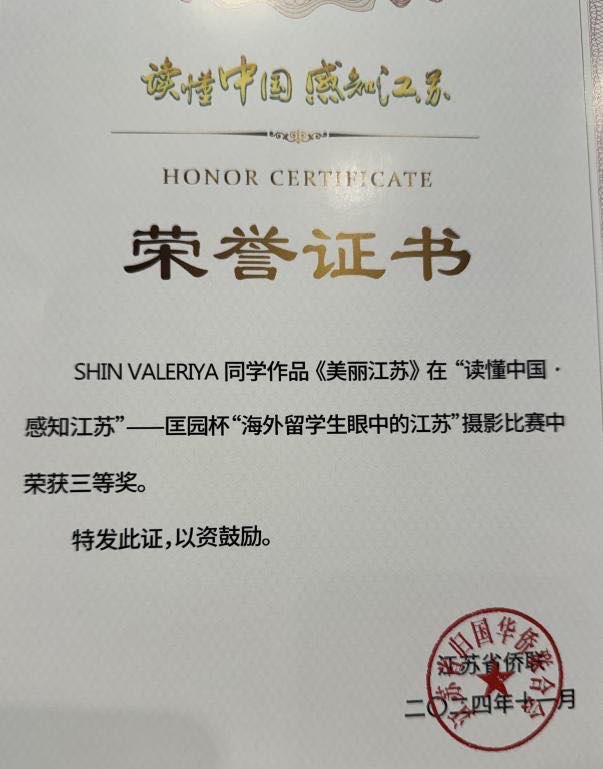 读懂中国 感知江苏
HONOR CERTIFICATE
荣誉证书
SHIN VALERIYA 同学作品《美丽江苏》在“读懂中国·
感知江苏”——匡园杯“海外留学生眼中的江苏”摄影比赛中
荣获三等奖。
特发此证，以资鼓励。
江苏省归国华侨联合会
江苏省侨联
二〇二四年十一月